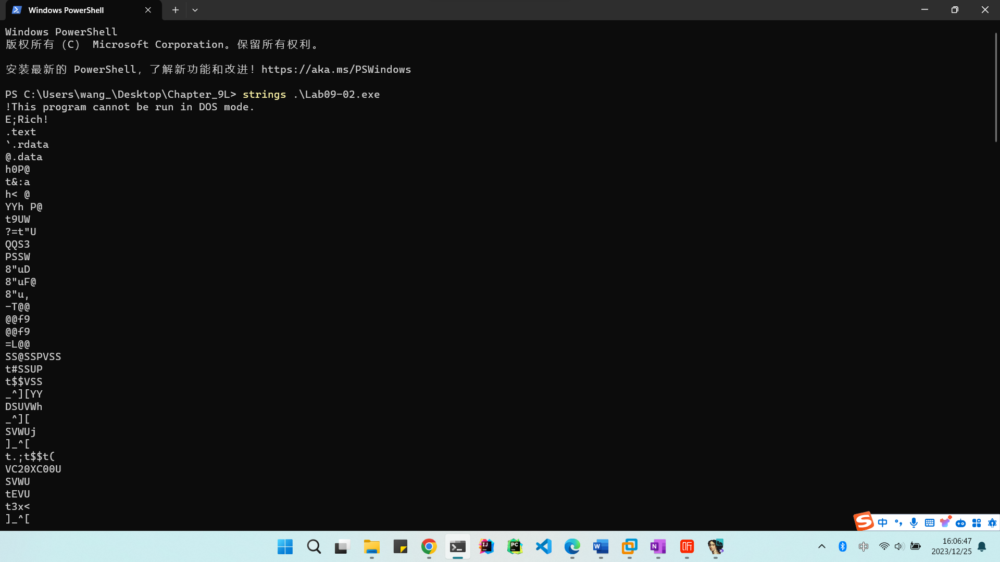 Windows PowerShell
Windows PowerShell
版权所有 (C) Microsoft Corporation。保留所有权利。
安装最新的 PowerShell，了解新功能和改进！https://aka.ms/PSWindows
PS C:\Users\wang_\Desktop\Chapter_9L> strings .\Lab09-02.exe
!This program cannot be run in DOS mode.
E;Rich!
.text
`.rdata
@.data
h0P@
t&:a
h< @
YYh P@
t9UW
?=t"U
QQS3
PSSW
8"uD
8"uF@
8"u,
-T@@
@@f9
@@f9
=L@@
SS@SSPVSS
t#SSUP
t$$VSS
_^][YY
DSUVWh
_^][
SVWUj
]_^[
t.;t$$t(
VC20XC00U
SVWU
tEVU
t3x<
]_^[
S 中
IJ PC W N 听
中
16:06:47
2023/12/25